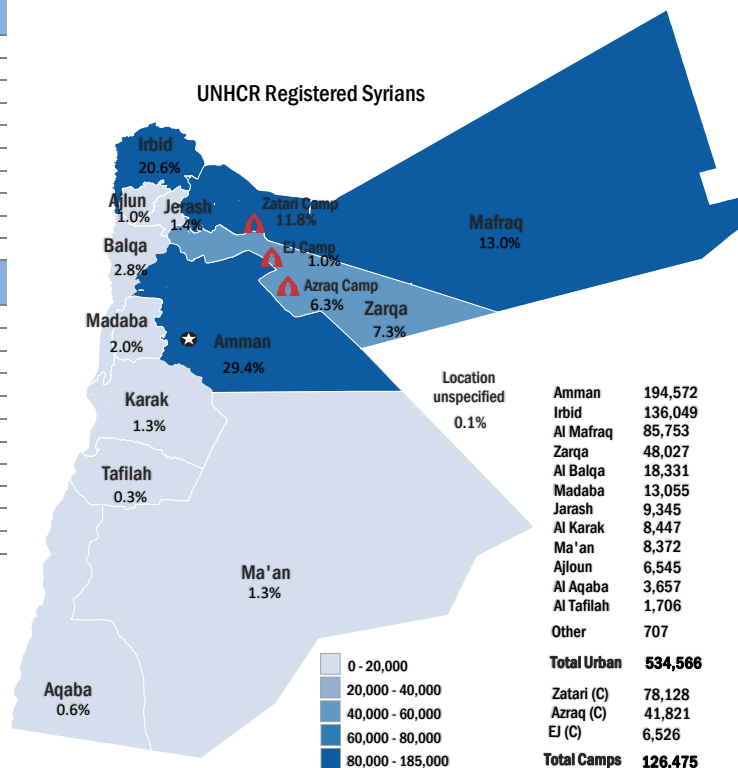 UNHCR Registered Syrians
Irbid
20.6%
Ajlun
1.0%
Jerash
1.4%
Zatari Camp
11.8%
Mafraq
13.0%
Balqa
2.8%
EJ Camp
1.0%
Azraq Camp
6.3%
Zarqa
7.3%
Madaba
2.0%
Amman
29.4%
Location
unspecified
0.1%
Karak
1.3%
Tafilah
0.3%
Ma'an
1.3%
Aqaba
0.6%
0 - 20,000
20,000 - 40,000
40,000 - 60,000
60,000 - 80,000
80,000 - 185,000
Amman 194,572
Irbid 136,049
Al Mafraq 85,753
Zarqa 48,027
Al Balqa 18,331
Madaba 13,055
Jarash 9,345
Al Karak 8,447
Ma'an 8,372
Ajloun 6,545
Al Aqaba 3,657
Al Tafilah 1,706
Other 707
Total Urban 534,566
Zatari (C) 78,128
Azraq (C) 41,821
EJ (C) 6,526
Total Camps 126,475